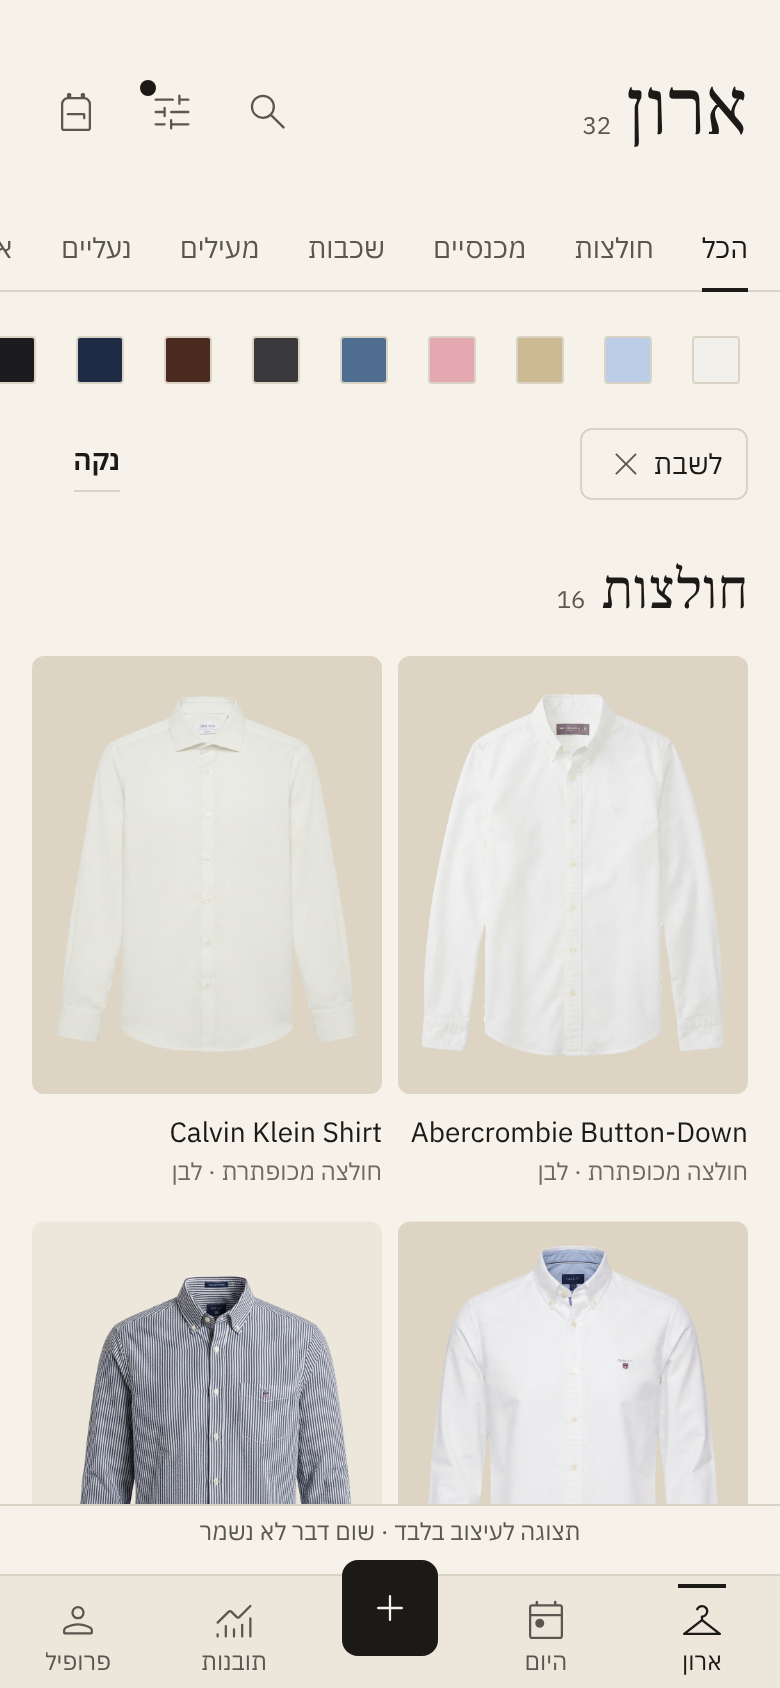 ארון 32
הכל חולצות מכנסיים שכבות מעילים נעליים א
לשבת
נקה
חולצות 16
Abercrombie Button-Down
חולצה מכופתרת · לבן
Calvin Klein Shirt
חולצה מכופתרת · לבן
תצוגה לעיצוב בלבד · שום דבר לא נשמר
ארון היום תובנות פרופיל